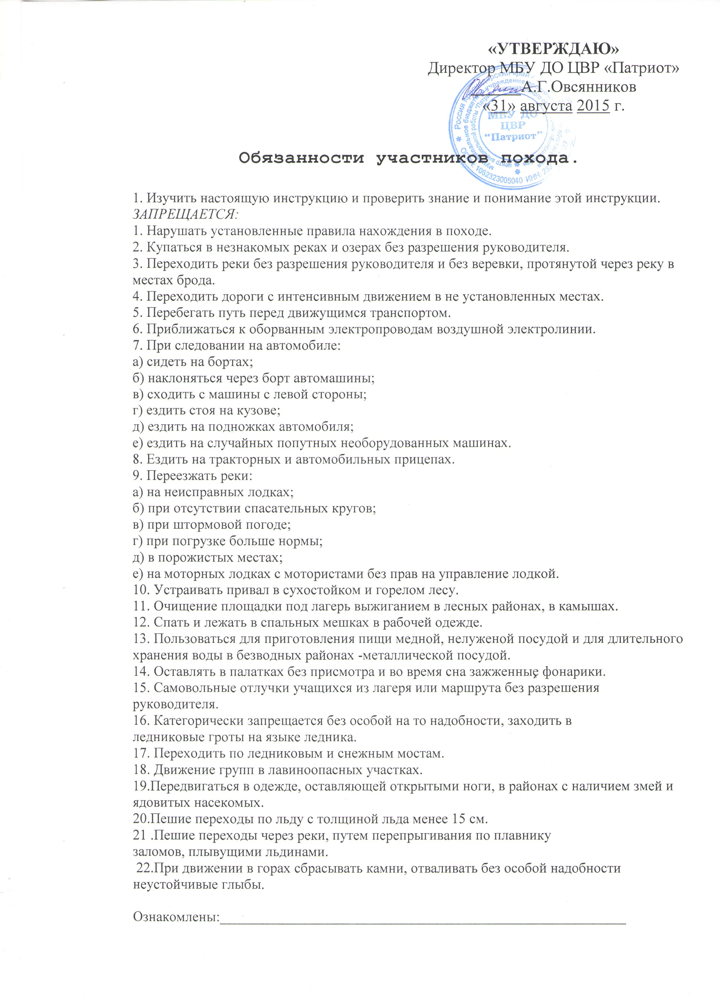 «УТВЕРЖДАЮ»
Директор МБУ ДО ЦВР «Патриот»
______А.Г.Овсянников
«31» августа 2015 г.
МБУ ДО
ЦВР
“Патриот”
Обязанности участников похода.
1. Изучить настоящую инструкцию и проверить знание и понимание этой инструкции.
ЗАПРЕЩАЕТСЯ:
1. Нарушать установленные правила нахождения в походе.
2. Купаться в незнакомых реках и озерах без разрешения руководителя.
3. Переходить реки без разрешения руководителя и без веревки, протянутой через реку в
местах брода.
4. Переходить дороги с интенсивным движением в не установленных местах.
5. Перебегать путь перед движущимся транспортом.
6. Приближаться к оборванным электропроводам воздушной электролинии.
7. При следовании на автомобиле:
а) сидеть на бортах;
б) наклоняться через борт автомашины;
в) сходить с машины с левой стороны;
г) ездить стоя на кузове;
д) ездить на подножках автомобиля;
е) ездить на случайных попутных необорудованных машинах.
8. Ездить на тракторных и автомобильных прицепах.
9. Переезжать реки:
а) на неисправных лодках;
б) при отсутствии спасательных кругов;
в) при штормовой погоде;
г) при погрузке больше нормы;
д) в порожистых местах;
е) на моторных лодках с мотористами без прав на управление лодкой.
10. Устраивать привал в сухостойком и горелом лесу.
11. Очищение площадки под лагерь выжиганием в лесных районах, в камышах.
12. Спать и лежать в спальных мешках в рабочей одежде.
13. Пользоваться для приготовления пищи медной, нелуженой посудой и для длительного
хранения воды в безводных районах -металлической посудой.
14. Оставлять в палатках без присмотра и во время сна зажженные фонарики.
15. Самовольные отлучки учащихся из лагеря или маршрута без разрешения
руководителя.
16. Категорически запрещается без особой на то надобности, заходить в
ледниковые гроты на языке ледника.
17. Переходить по ледниковым и снежным мостам.
18. Движение групп в лавиноопасных участках.
19.Передвигаться в одежде, оставляющей открытыми ноги, в районах с наличием змей и
ядовитых насекомых.
20.Пешие переходы по льду с толщиной льда менее 15 см.
21 .Пешие переходы через реки, путем перепрыгивания по плавнику
заломов, плывущими льдинами.
22.При движении в горах сбрасывать камни, отваливать без особой надобности
неустойчивые глыбы.
Ознакомлены:______________________________